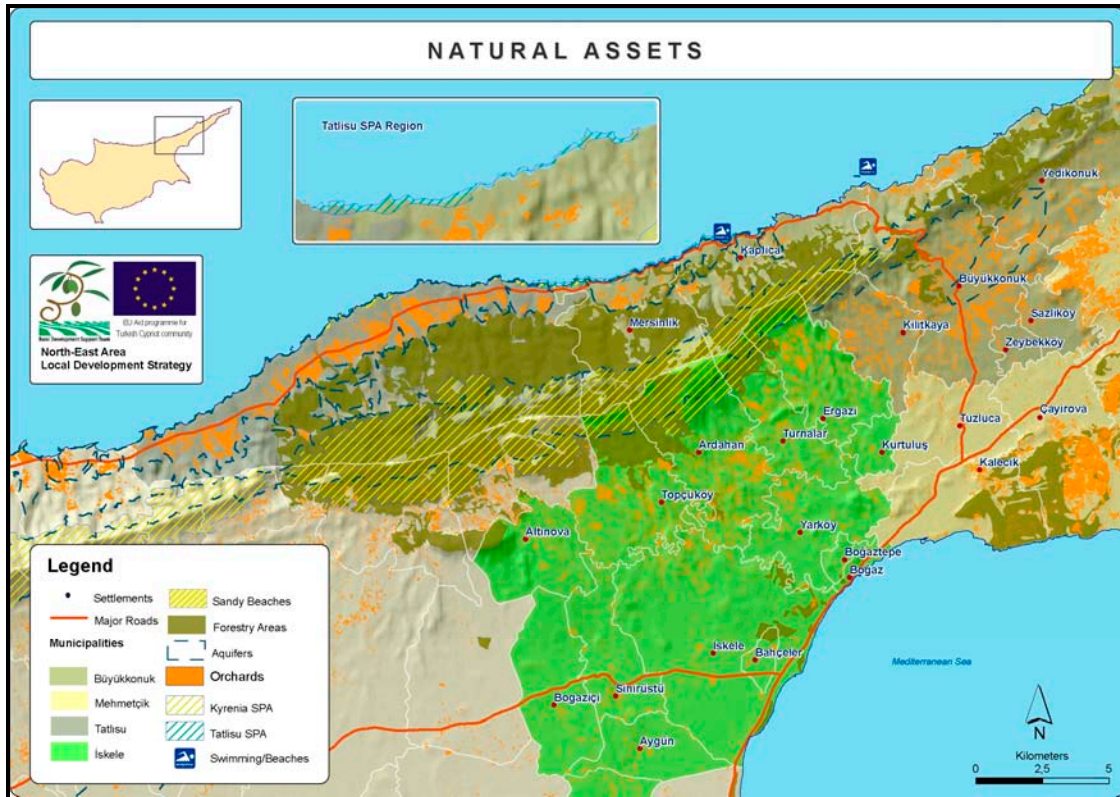 NATURAL ASSETS
Tatlısu SPA Region
EU Aid programme for
Turkish Cypriot community
North-East Area
Local Development Strategy
Yedikonuk
Kaplıca
Büyükkonuk
Mersinlik
Kilitkaya
Sazlıköy
Zeybekköy
Ergazi
Çayırova
Tuzluca
Turnalar
Ardahan
Kurtuluş
Kalecik
Topçuköy
Altınova
Yarköy
Boğaztepe
Boğaz
İskele
Bahçeler
Mediterranean Sea
Boğaziçi
Sınırüstü
Aygün
Legend
Settlements
Major Roads
Municipalities
Büyükkonuk
Mehmetçik
Tatlısu
İskele
Sandy Beaches
Forestry Areas
Aquifers
Orchards
Kyrenia SPA
Tatlısu SPA
Swimming/Beaches
N
Kilometers
0 2,5 5